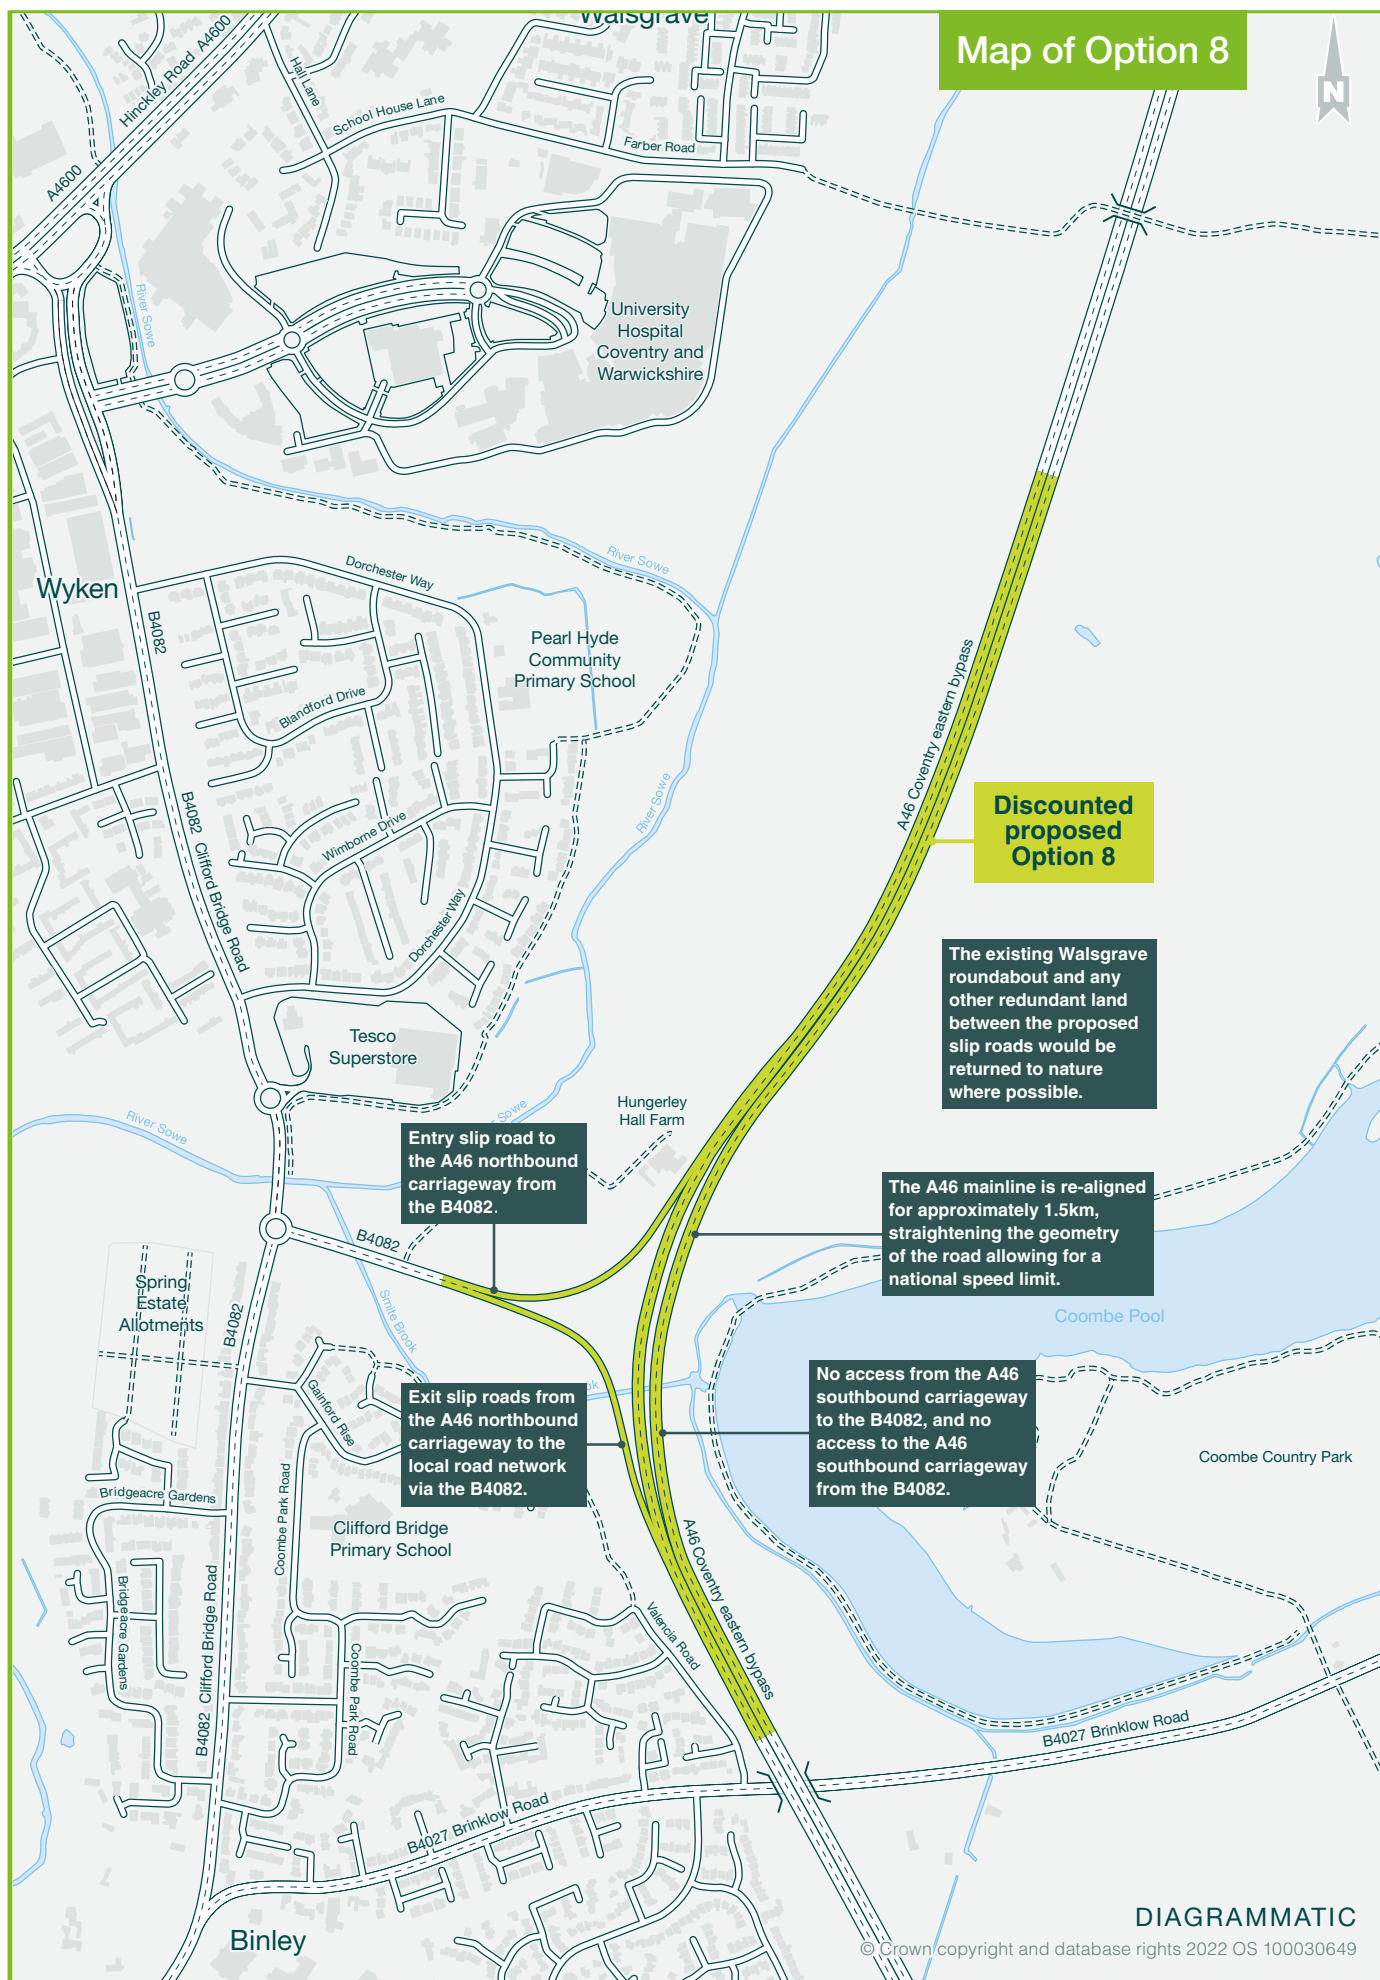 Walsgrave
Map of Option 8
N
Hinckley Road A4600
A4600
Hall Lane
School House Lane
Farber Road
River Sowe
University
Hospital
Coventry and
Warwickshire
River Sowe
Wyken
B4082
Dorchester Way
Pearl Hyde
Community
Primary School
Blandford Drive
A46 Coventry eastern bypass
Discounted
proposed
Option 8
B4082 Clifford Bridge Road
Wimborne Drive
River Sowe
Dorchester Way
The existing Walsgrave
roundabout and any
other redundant land
between the proposed
slip roads would be
returned to nature
where possible.
Tesco
Superstore
Hungerley
Hall Farm
River Sowe
Sowe
Entry slip road to
the A46 northbound
carriageway from
the B4082.
The A46 mainline is re-aligned
for approximately 1.5km,
straightening the geometry
of the road allowing for a
national speed limit.
B4082
Spring
Estate
Allotments
B4082
Smite Brook
Coombe Pool
Gainford Rise
Exit slip roads from
the A46 northbound
carriageway to the
local road network
via the B4082.
ok
No access from the A46
southbound carriageway
to the B4082, and no
access to the A46
southbound carriageway
from the B4082.
Coombe Country Park
Bridgeacre Gardens
Coombe Park Road
Clifford Bridge
Primary School
A46 Coventry eastern bypass
Bridgeacre Gardens
B4082 Clifford Bridge Road
Coombe Park Road
Valencia Road
B4027 Brinklow Road
B4027 Brinklow Road
Binley
DIAGRAMMATIC
© Crown copyright and database rights 2022 OS 100030649